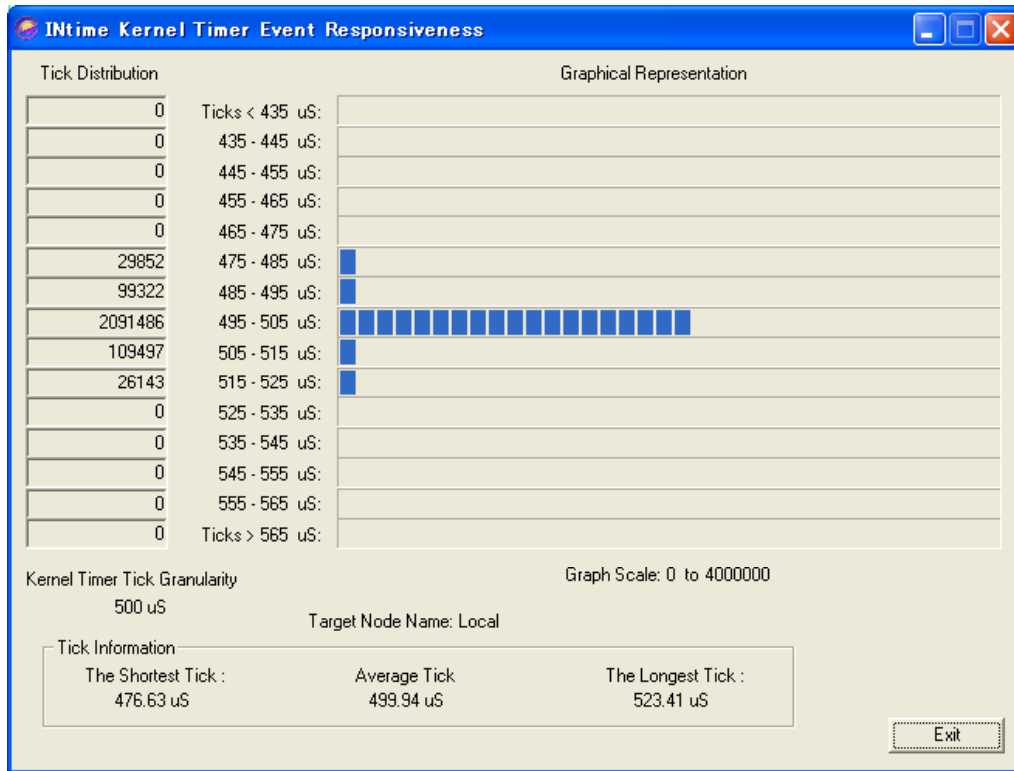 INtime Kernel Timer Event Responsiveness
Tick Distribution Graphical Representation
0 Ticks < 435 uS:
0 435 - 445 uS:
0 445 - 455 uS:
0 455 - 465 uS:
0 465 - 475 uS:
29852 475 - 485 uS:
99322 485 - 495 uS:
2091486 495 - 505 uS:
109497 505 - 515 uS:
26143 515 - 525 uS:
0 525 - 535 uS:
0 535 - 545 uS:
0 545 - 555 uS:
0 555 - 565 uS:
0 Ticks > 565 uS:
Kernel Timer Tick Granularity
500 uS
Graph Scale: 0 to 4000000
Target Node Name: Local
Tick Information
The Shortest Tick : Average Tick The Longest Tick :
476.63 uS 499.94 uS 523.41 uS
Exit